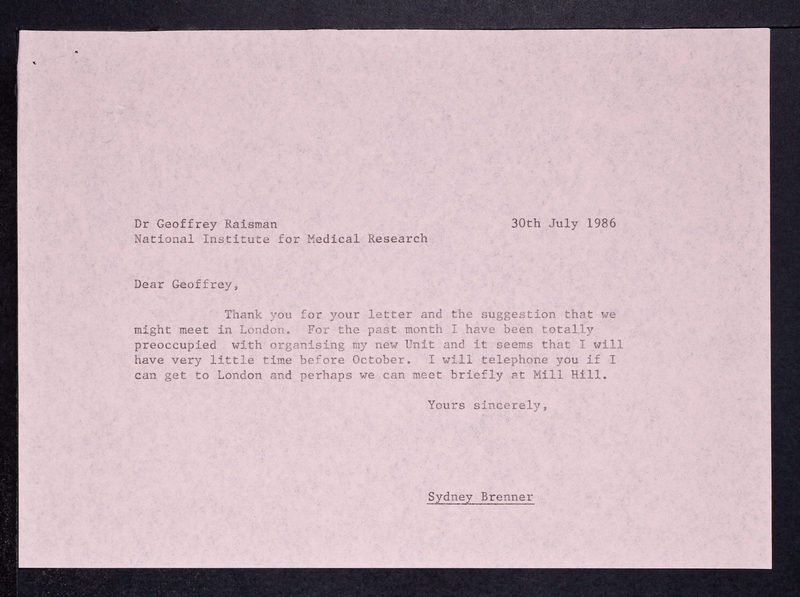 Dr Geoffrey Raisman 30th July 1986
National Institute for Medical Research
Dear Geoffrey,
Thank you for your letter and the suggestion that we
might meet in London. For the past month I have been totally
preoccupied with organising my new Unit and it seems that I will
have very little time before October. I will telephone you if I
can get to London and perhaps we can meet briefly at Mill Hill.
Yours sincerely,
Sydney Brenner